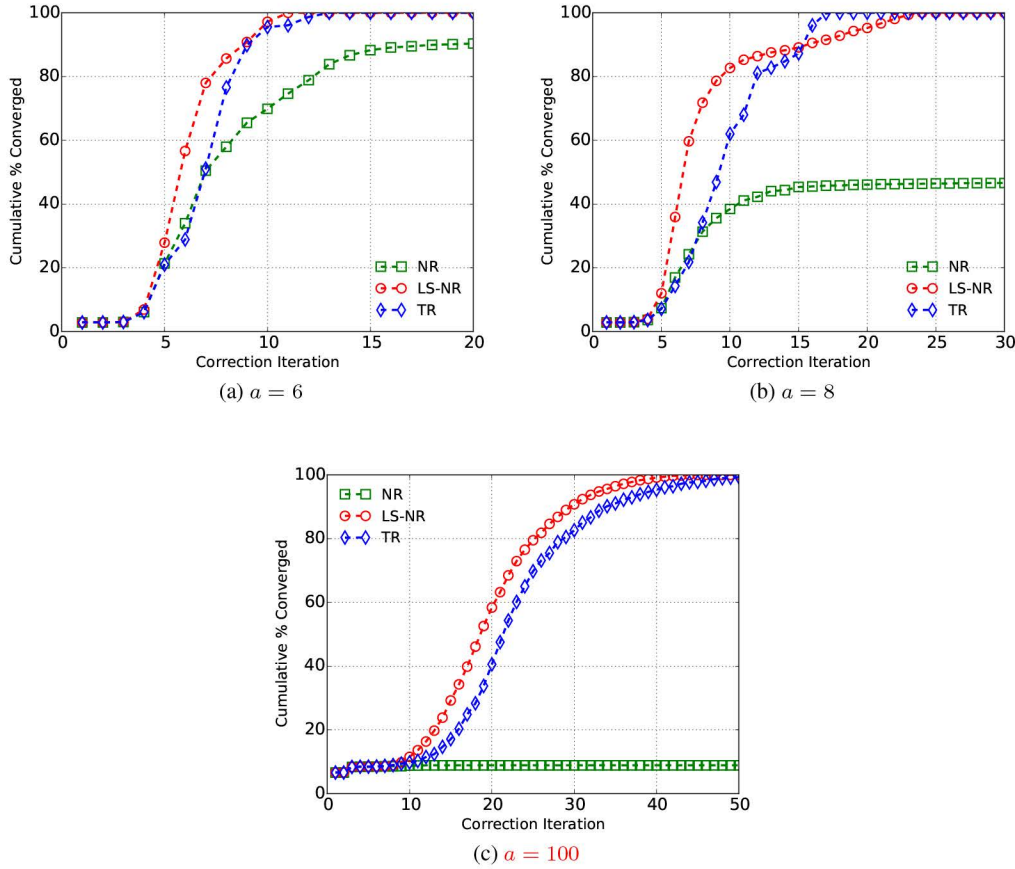 100
80
60
40
20
0
Cumulative % Converged
NR
LS-NR
TR
0 5 10 15 20
Correction Iteration
(a) a = 6
100
80
60
40
20
0
Cumulative % Converged
NR
LS-NR
TR
0 5 10 15 20 25 30
Correction Iteration
(b) a = 8
100
80
60
40
20
0
Cumulative % Converged
NR
LS-NR
TR
0 10 20 30 40 50
Correction Iteration
(c) a = 100